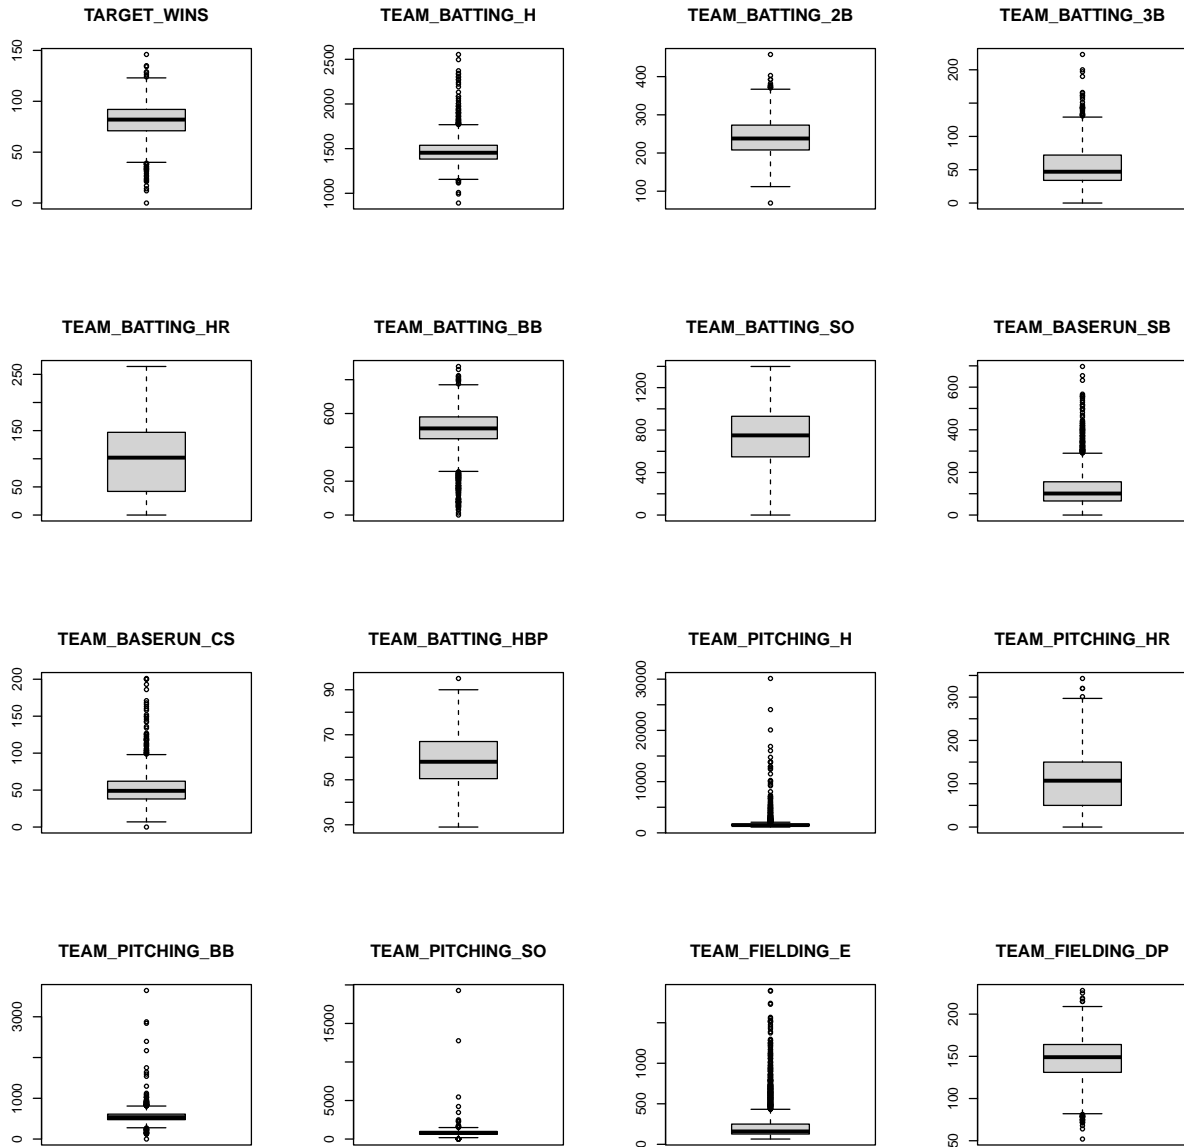 TARGET_WINS TEAM_BATTING_H TEAM_BATTING_2B TEAM_BATTING_3B
0 50 100 150
1000 1500 2000 2500
100 200 300 400
0 50 100 200
TEAM_BATTING_HR TEAM_BATTING_BB TEAM_BATTING_SO TEAM_BASERUN_SB
0 50 150 250
0 200 600
0 400 800 1200
0 200 400 600
TEAM_BASERUN_CS TEAM_BATTING_HBP TEAM_PITCHING_H TEAM_PITCHING_HR
0 50 100 150 200
30 50 70 90
0 10000 20000 30000
0 100 200 300
TEAM_PITCHING_BB TEAM_PITCHING_SO TEAM_FIELDING_E TEAM_FIELDING_DP
0 1000 3000
0 5000 15000
0 500 1000
50 100 150 200